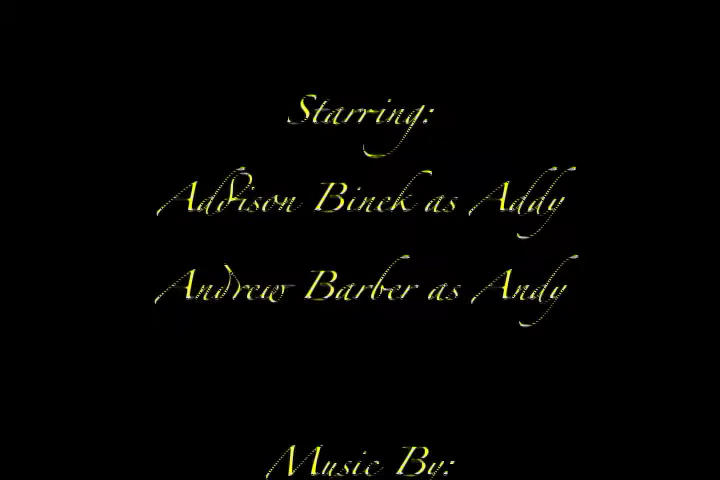 Starring:
Addison Binek as Addy
Andrew Barber as Andy
Music By: